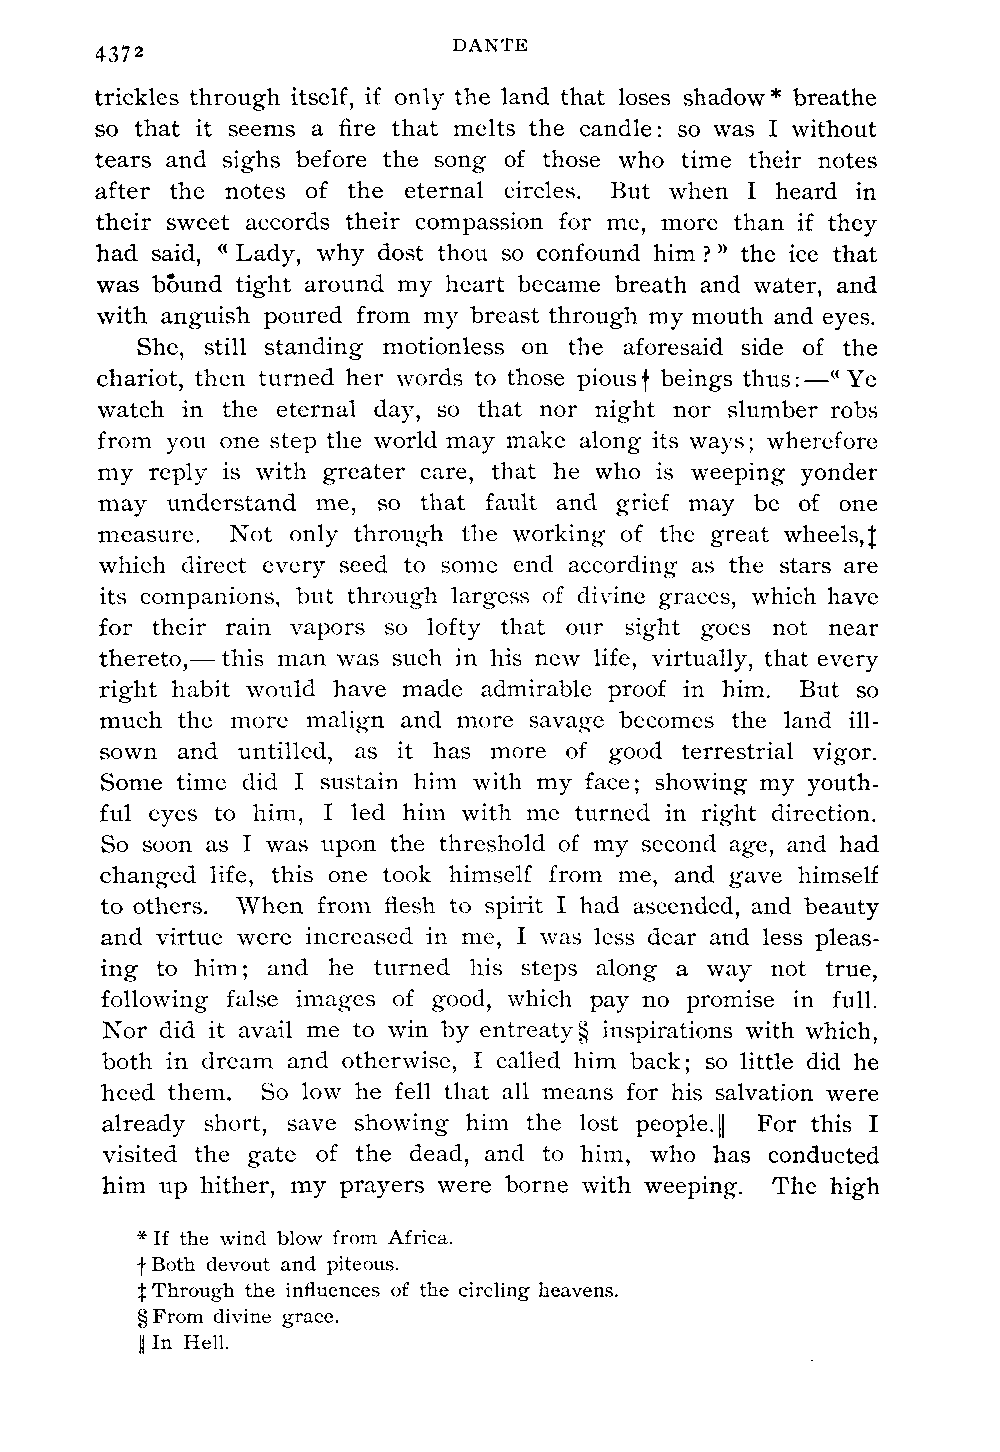 4372
DANTE
trickles through itself, if only the land that loses shadow* breathe
so that it seems a fire that melts the candle: so was I without
tears and sighs before the song of those who time their notes
after the notes of the eternal circles. But when I heard in
their sweet accords their compassion for me, more than if they
had said, «Lady, why dost thou so confound him?» the ice that
was bound tight around my heart became breath and water, and
with anguish poured from my breast through my mouth and eyes.
She, still standing motionless on the aforesaid side of the
chariot, then turned her words to those pious† beings thus:—«Ye
watch in the eternal day, so that nor night nor slumber robs
from you one step the world may make along its ways; wherefore
my reply is with greater care, that he who is weeping yonder
may understand me, so that fault and grief may be of one
measure. Not only through the working of the great wheels,‡
which direct every seed to some end according as the stars are
its companions, but through largess of divine graces, which have
for their rain vapors so lofty that our sight goes not near
thereto,—this man was such in his new life, virtually, that every
right habit would have made admirable proof in him. But so
much the more malign and more savage becomes the land ill-
sown and untilled, as it has more of good terrestrial vigor.
Some time did I sustain him with my face; showing my youth-
ful eyes to him, I led him with me turned in right direction.
So soon as I was upon the threshold of my second age, and had
changed life, this one took himself from me, and gave himself
to others. When from flesh to spirit I had ascended, and beauty
and virtue were increased in me, I was less dear and less pleas-
ing to him; and he turned his steps along a way not true,
following false images of good, which pay no promise in full.
Nor did it avail me to win by entreaty§ inspirations with which,
both in dream and otherwise, I called him back; so little did he
heed them. So low he fell that all means for his salvation were
already short, save showing him the lost people.‖ For this I
visited the gate of the dead, and to him, who has conducted
him up hither, my prayers were borne with weeping. The high
* If the wind blow from Africa.
† Both devout and piteous.
‡ Through the influences of the circling heavens.
§ From divine grace.
‖ In Hell.